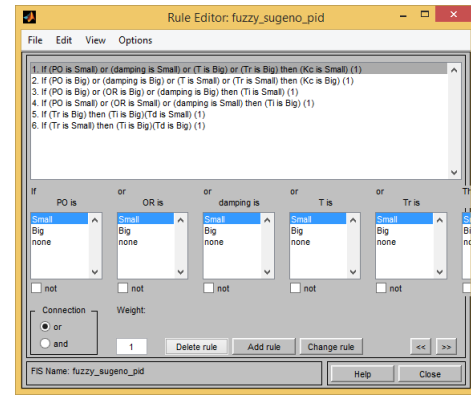 Rule Editor: fuzzy_sugeno_pid
File Edit View Options
1. If (PO is Small) or (damping is Small) or (T is Big) or (Tr is Big) then (Kc is Small) (1)
2. If (PO is Big) or (damping is Big) or (T is Small) or (Tr is Small) then (Kc is Big) (1)
3. If (PO is Big) or (OR is Big) or (damping is Big) then (Ti is Small) (1)
4. If (PO is Small) or (OR is Small) or (damping is Small) then (Ti is Big) (1)
5. If (Tr is Big) then (Ti is Big)(Td is Small) (1)
6. If (Tr is Small) then (Ti is Big)(Td is Big) (1)
If or or or or Th
PO is OR is damping is T is Tr is
Small Small Small Small Small S
Big Big Big Big Big Bi
none none none none none no
not not not not not
Connection Weight:
or
and 1 Delete rule Add rule Change rule << >>
FIS Name: fuzzy_sugeno_pid Help Close